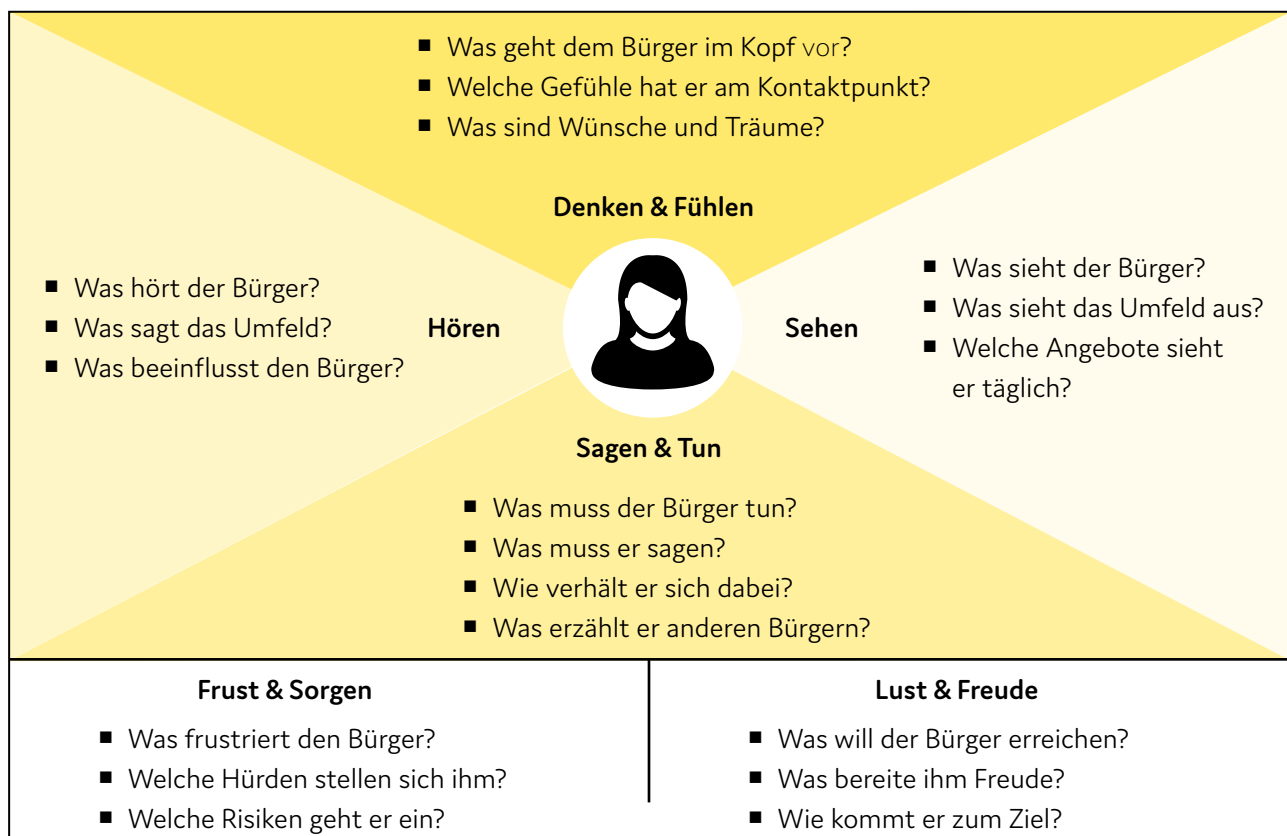 ■ Was geht dem Bürger im Kopf vor?
■ Welche Gefühle hat er am Kontaktpunkt?
■ Was sind Wünsche und Träume?
Denken & Fühlen
■ Was hört der Bürger?
■ Was sagt das Umfeld?
■ Was beeinflusst den Bürger?
Hören
Sehen
■ Was sieht der Bürger?
■ Was sieht das Umfeld aus?
■ Welche Angebote sieht
er täglich?
Sagen & Tun
■ Was muss der Bürger tun?
■ Was muss er sagen?
■ Wie verhält er sich dabei?
■ Was erzählt er anderen Bürgern?
Frust & Sorgen
■ Was frustriert den Bürger?
■ Welche Hürden stellen sich ihm?
■ Welche Risiken geht er ein?
Lust & Freude
■ Was will der Bürger erreichen?
■ Was bereite ihm Freude?
■ Wie kommt er zum Ziel?